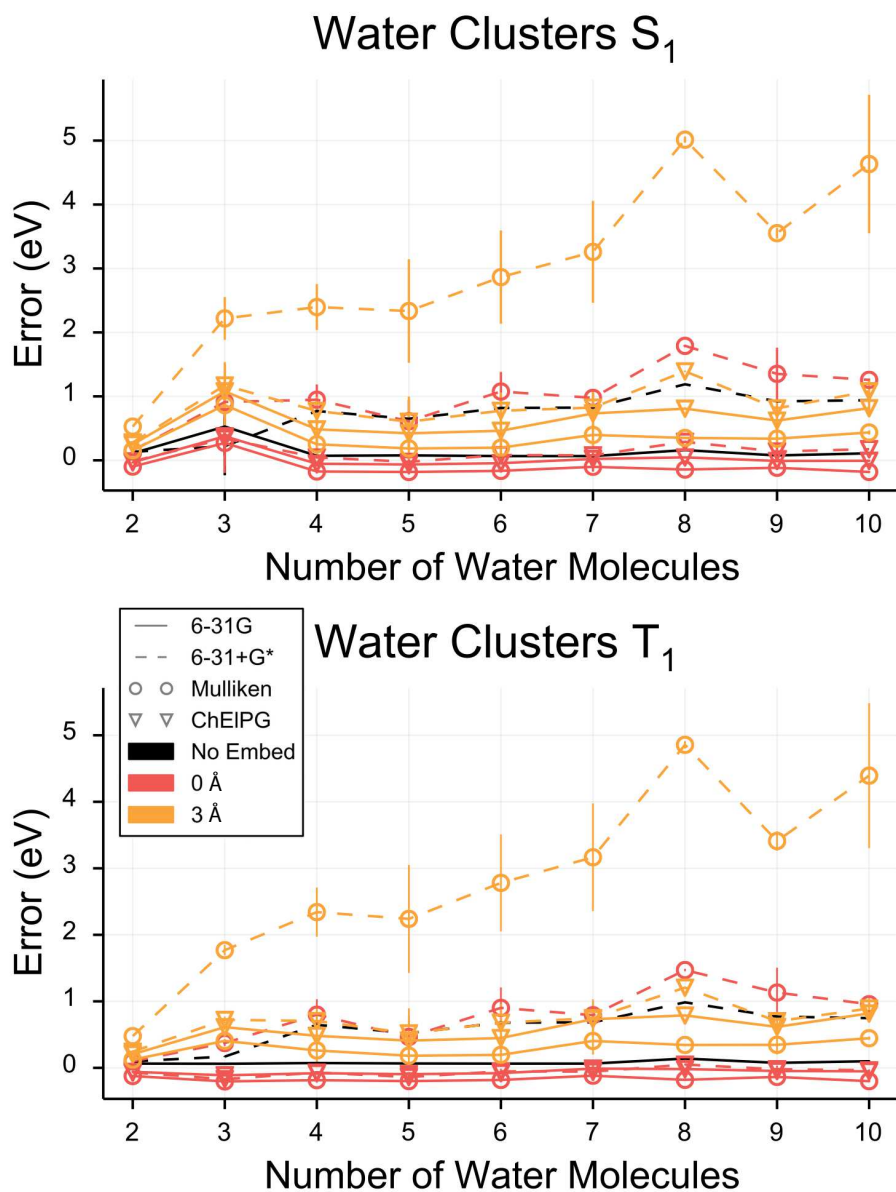 Water Clusters S₁
Error (eV)
5
4
3
2
1
0
2 3 4 5 6 7 8 9 10
Number of Water Molecules
6-31G
6-31+G*
Mulliken
ChElPG
No Embed
0 Å
3 Å
Water Clusters T₁
Error (eV)
5
4
3
2
1
0
2 3 4 5 6 7 8 9 10
Number of Water Molecules